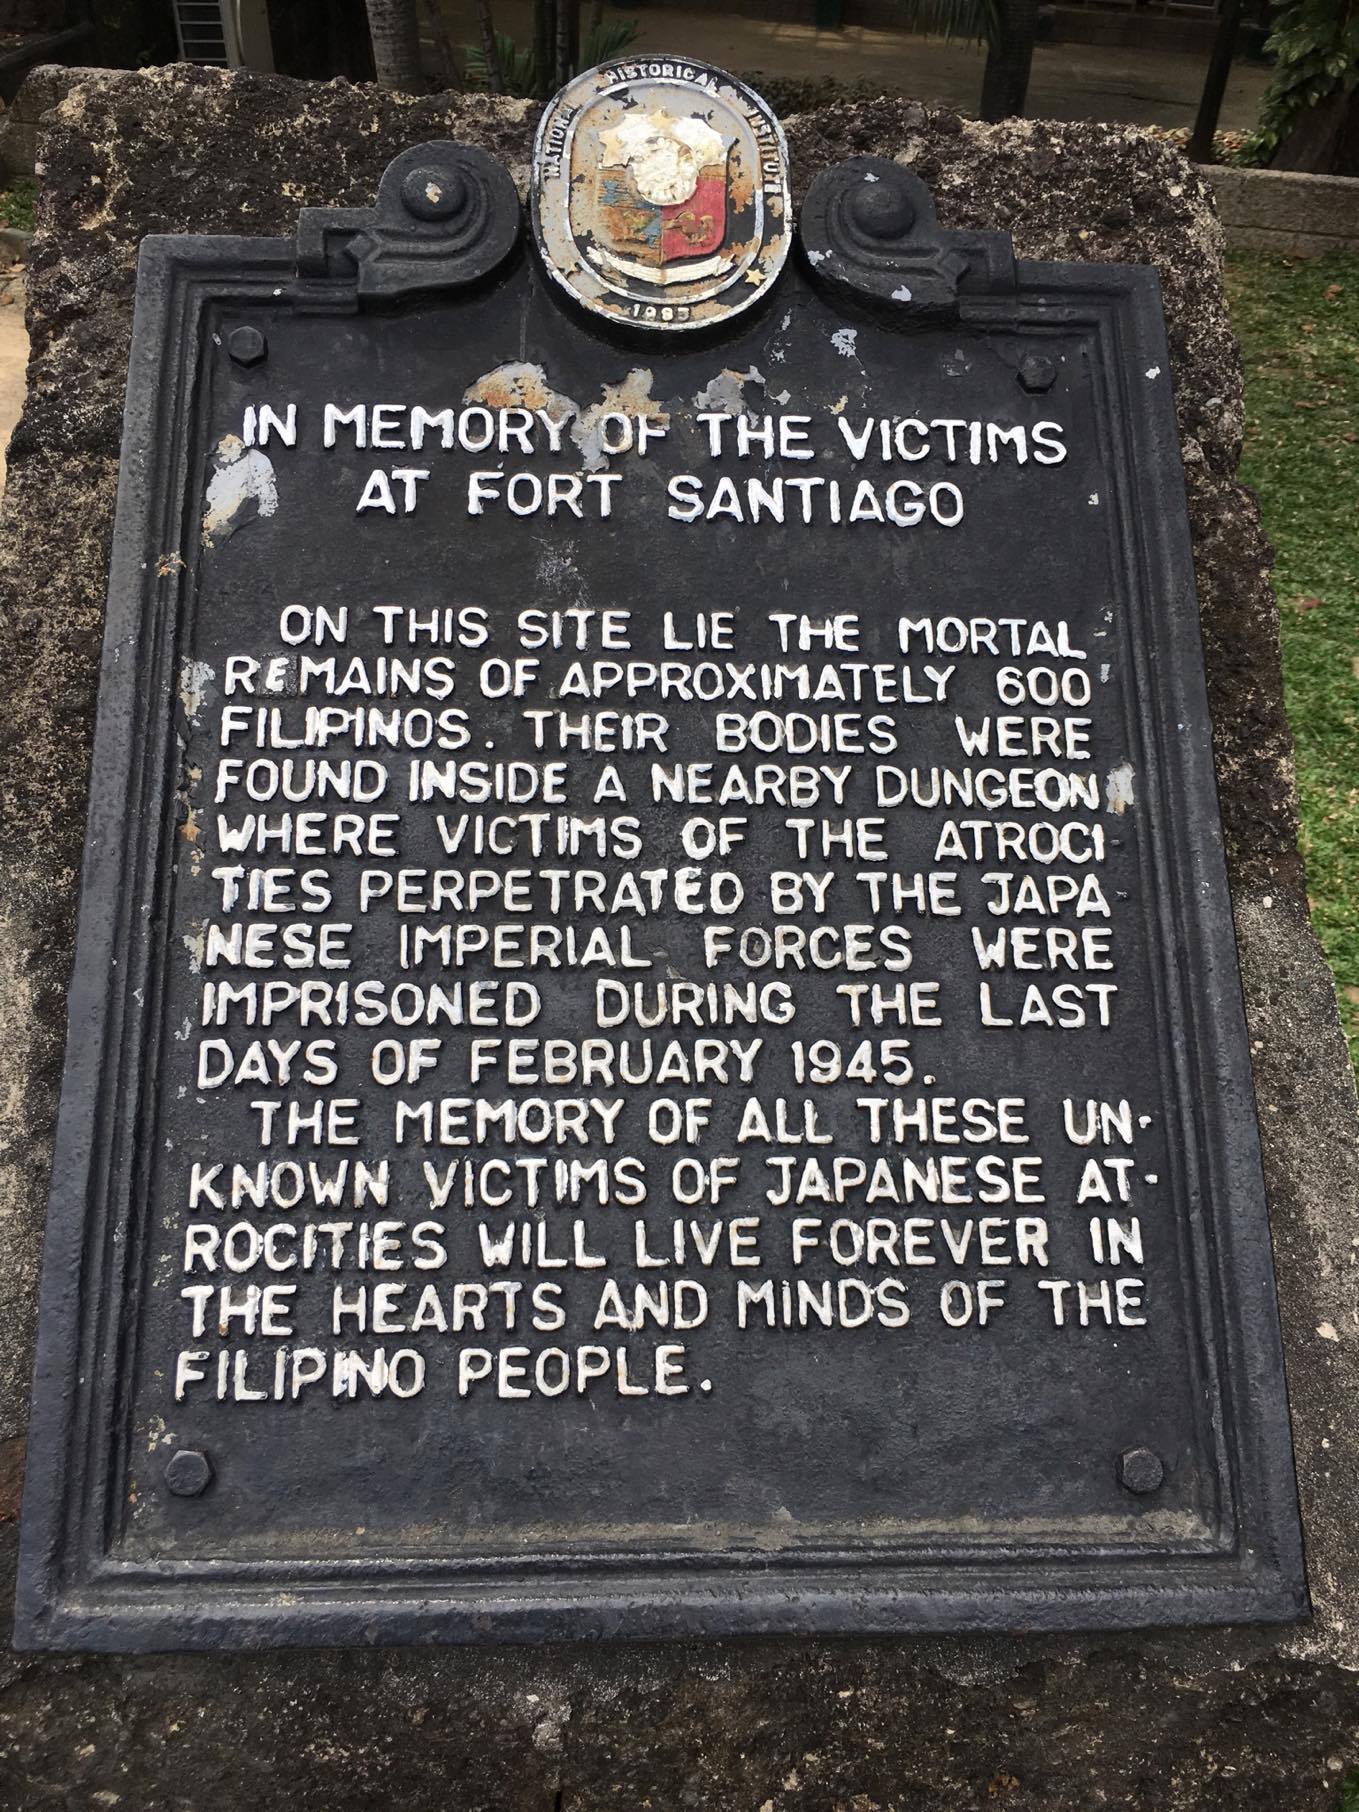 NATIONAL HISTORICAL INSTITUTE
1983
IN MEMORY OF THE VICTIMS
AT FORT SANTIAGO
ON THIS SITE LIE THE MORTAL
REMAINS OF APPROXIMATELY 600
FILIPINOS. THEIR BODIES WERE
FOUND INSIDE A NEARBY DUNGEON
WHERE VICTIMS OF THE ATROCI
TIES PERPETRATED BY THE JAPA
NESE IMPERIAL FORCES WERE
IMPRISONED DURING THE LAST
DAYS OF FEBRUARY 1945.
THE MEMORY OF ALL THESE UN-
KNOWN VICTIMS OF JAPANESE AT-
ROCITIES WILL LIVE FOREVER IN
THE HEARTS AND MINDS OF THE
FILIPINO PEOPLE.